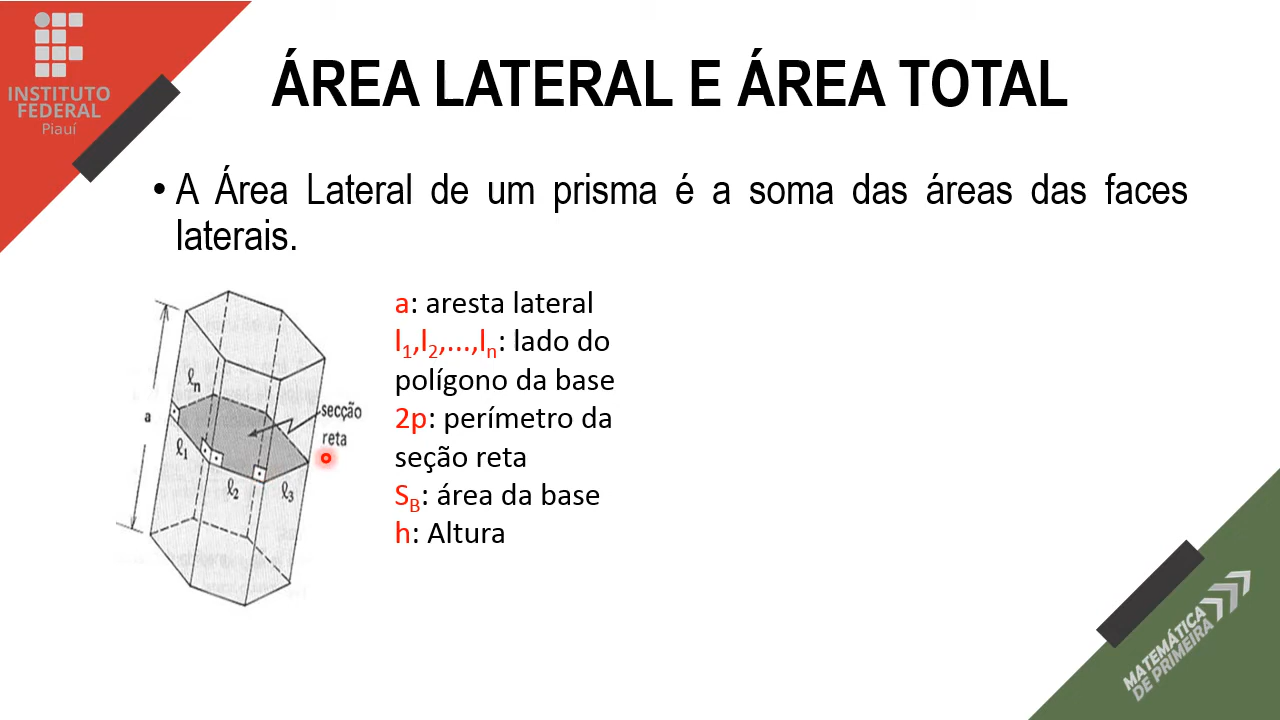 INSTITUTO
FEDERAL
Piauí
ÁREA LATERAL E ÁREA TOTAL
• A Área Lateral de um prisma é a soma das áreas das faces
laterais.
a: aresta lateral
l₁,l₂,...,lₙ: lado do
polígono da base
2p: perímetro da
seção reta
S_B: área da base
h: Altura
ℓn
a
secção
reta
ℓ₁
ℓ₂
ℓ₃
MATEMÁTICA
DE PRIMEIRA